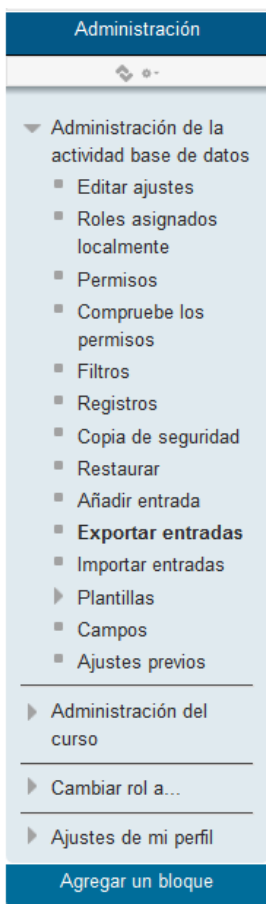 Administración
Administración de la
actividad base de datos
Editar ajustes
Roles asignados
localmente
Permisos
Compruebe los
permisos
Filtros
Registros
Copia de seguridad
Restaurar
Añadir entrada
Exportar entradas
Importar entradas
Plantillas
Campos
Ajustes previos
Administración del
curso
Cambiar rol a...
Ajustes de mi perfil
Agregar un bloque